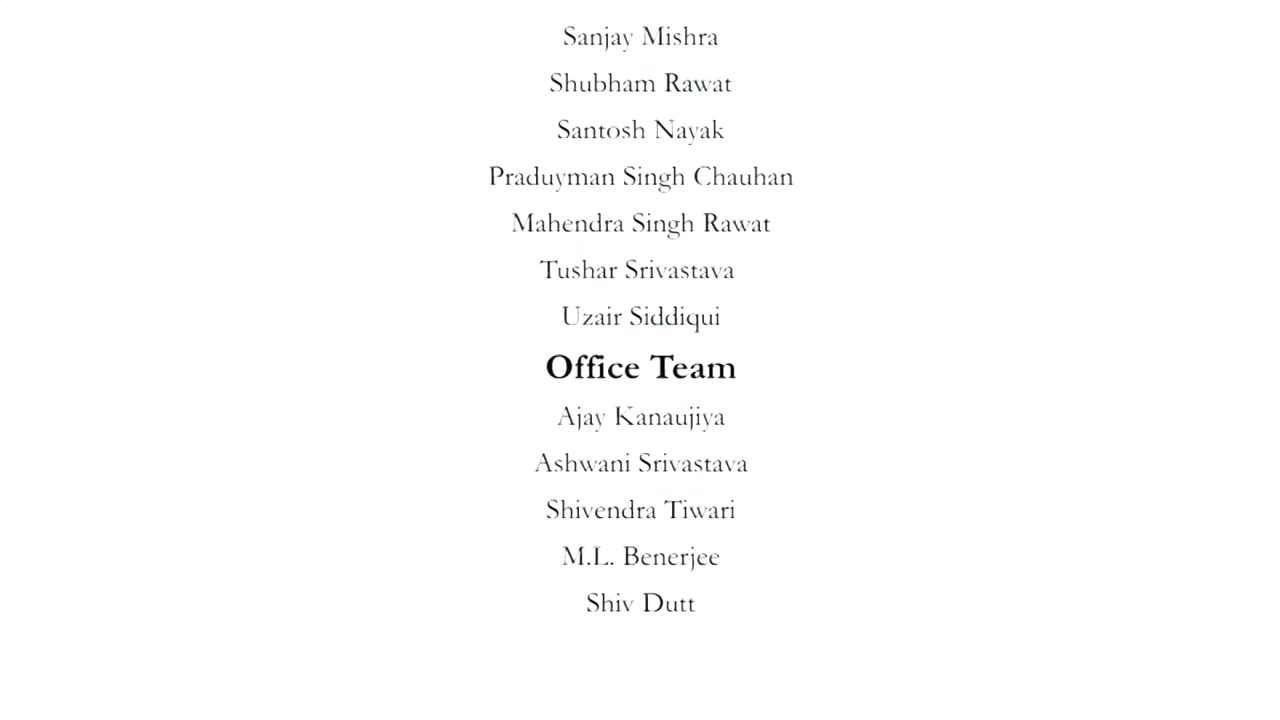 Sanjay Mishra
Shubham Rawat
Santosh Nayak
Praduyman Singh Chauhan
Mahendra Singh Rawat
Tushar Srivastava
Uzair Siddiqui
Office Team
Ajay Kanaujiya
Ashwani Srivastava
Shivendra Tiwari
M.L. Benerjee
Shiv Dutt